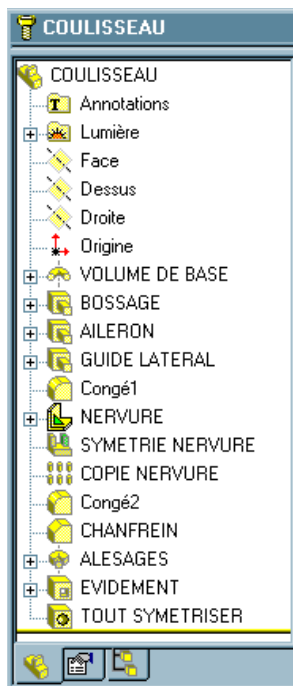 COULISSEAU
COULISSEAU
Annotations
Lumière
Face
Dessus
Droite
Origine
VOLUME DE BASE
BOSSAGE
AILERON
GUIDE LATERAL
Congé1
NERVURE
SYMETRIE NERVURE
COPIE NERVURE
Congé2
CHANFREIN
ALESAGES
EVIDEMENT
TOUT SYMETRISER